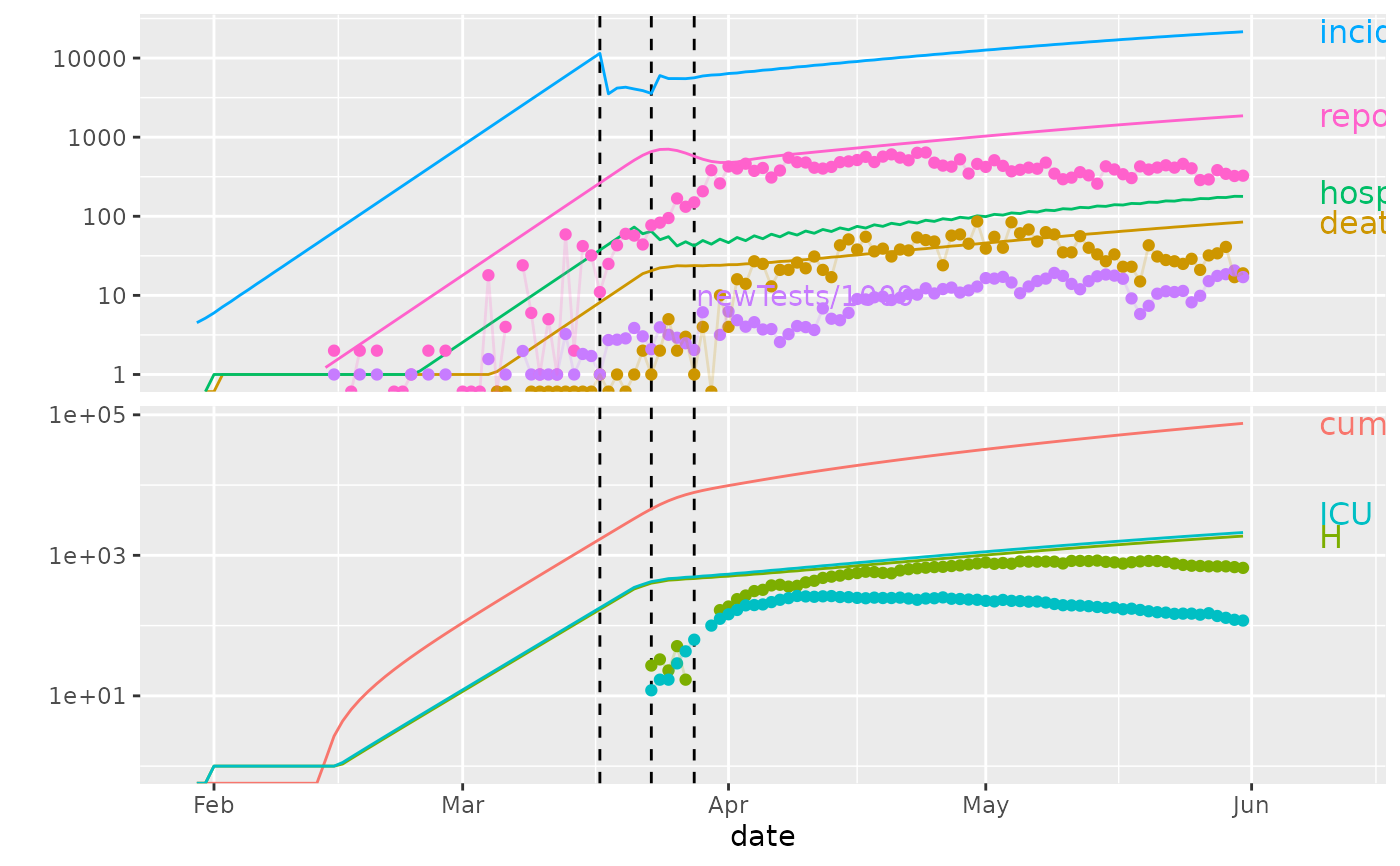 incid
10000
repo
1000
hosp
100
deat
newTests/1000
10
1
1e+05
cum
ICU
H
1e+03
1e+01
Feb Mar Apr May Jun
date